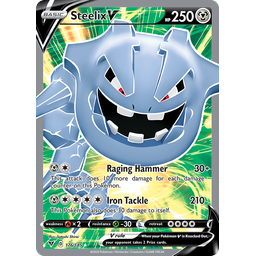 BASIC Steelix V HP 250
Raging Hammer 30+
This attack does 10 more damage for each damage
counter on this Pokémon.
Iron Tackle 210
This Pokémon also does 30 damage to itself.
weakness ×2 resistance -30 retreat
V rule When your Pokémon V is Knocked Out,
your opponent takes 2 Prize cards.